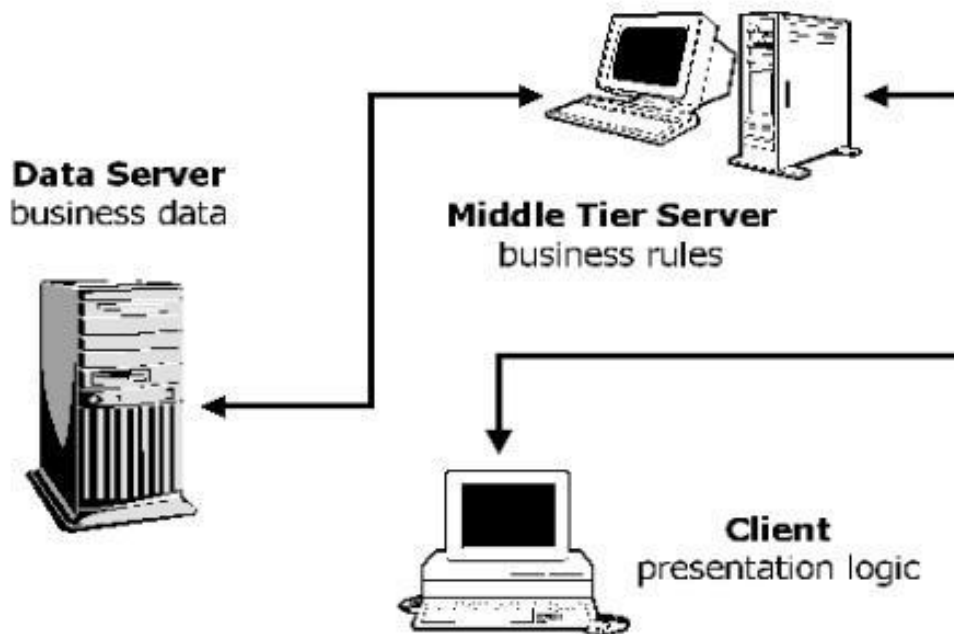 Data Server
business data
Middle Tier Server
business rules
Client
presentation logic